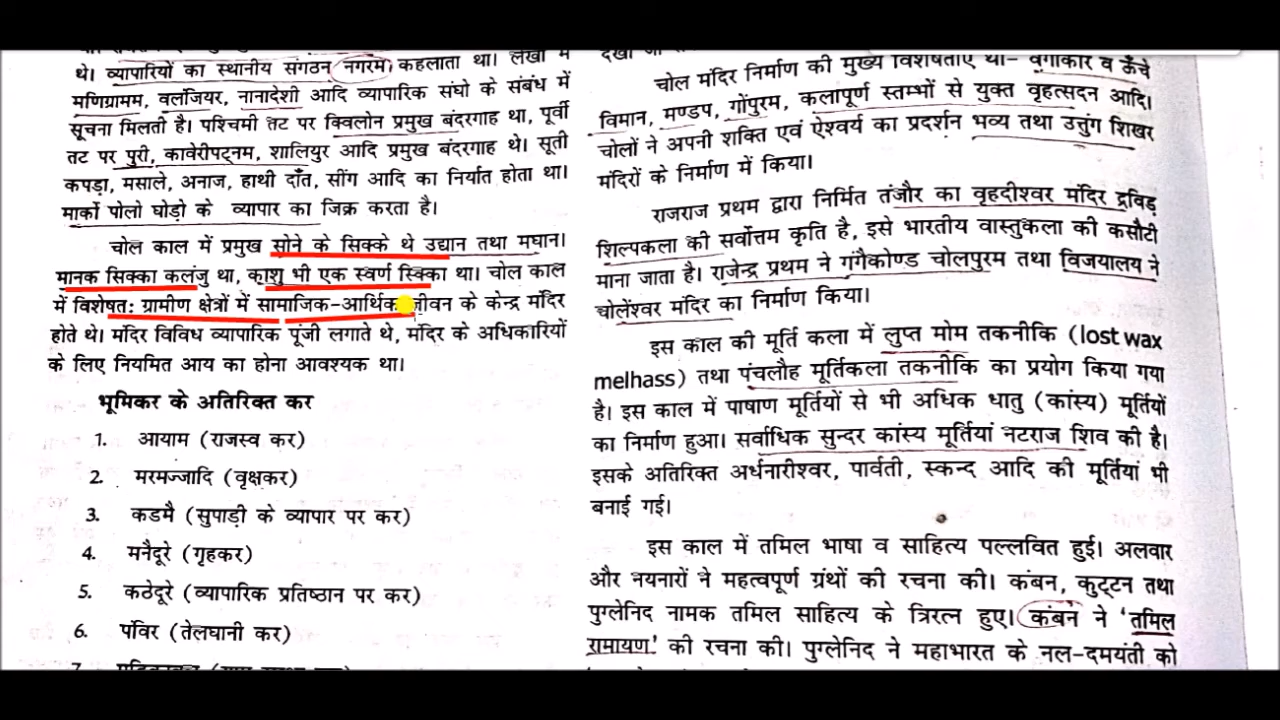 थे। व्यापारियों का स्थानीय संगठन नगरम कहलाता था। लेखों में
मणिग्रामम, वलंजियर, नानादेशी आदि व्यापारिक संघो के संबंध में
सूचना मिलती है। पश्चिमी तट पर क्विलोन प्रमुख बंदरगाह था, पूर्वी
तट पर पुरी, कावेरीपट्नम, शालियुर आदि प्रमुख बंदरगाह थे। सूती
कपड़ा, मसाले, अनाज, हाथी दाँत, सींग आदि का निर्यात होता था।
मार्को पोलो घोड़ो के व्यापार का जिक्र करता है।
चोल काल में प्रमुख सोने के सिक्के थे उद्यान तथा मघान।
मानक सिक्का कलंजु था, काशु भी एक स्वर्ण स्क्किा था। चोल काल
में विशेषत: ग्रामीण क्षेत्रों में सामाजिक-आर्थिक जीवन के केन्द्र मंदिर
होते थे। मंदिर विविध व्यापारिक पूंजी लगाते थे, मंदिर के अधिकारियों
के लिए नियमित आय का होना आवश्यक था।
भूमिकर के अतिरिक्त कर
1. आयाम (राजस्व कर)
2. मरमज्जादि (वृक्षकर)
3. कडमै (सुपाड़ी के व्यापार पर कर)
4. मनैदूरे (गृहकर)
5. कठेदूरे (व्यापारिक प्रतिष्ठान पर कर)
6. पंविर (तेलघानी कर)
7.
चोल मंदिर निर्माण की मुख्य विशेषताएं था- वृगाकार व ऊँचे
विमान, मण्डप, गोंपुरम, कलापूर्ण स्तम्भों से युक्त वृहत्सदन आदि।
चोलों ने अपनी शक्ति एवं ऐश्वर्य का प्रदर्शन भव्य तथा उत्तुंग शिखर
मंदिरों के निर्माण में किया।
राजराज प्रथम द्वारा निर्मित तंजौर का वृहदीश्वर मंदिर द्रविड़
शिल्पकला की सर्वोत्तम कृति है, इसे भारतीय वास्तुकला की कसौटी
माना जाता है। राजेन्द्र प्रथम ने गंगैकोण्ड चोलपुरम तथा विजयालय ने
चोलेंश्वर मंदिर का निर्माण किया।
इस काल की मूर्ति कला में लुप्त मोम तकनीकि (lost wax
melhass) तथा पंचलौह मूर्तिकला तकनीकि का प्रयोग किया गया
है। इस काल में पाषाण मूर्तियों से भी अधिक धातु (कांस्य) मूर्तियों
का निर्माण हुआ। सर्वाधिक सुन्दर कांस्य मूर्तियां नटराज शिव की है।
इसके अतिरिक्त अर्धनारीश्वर, पार्वती, स्कन्द आदि की मूर्तियां भी
बनाई गई।
इस काल में तमिल भाषा व साहित्य पल्लवित हुई। अलवार
और नयनारों ने महत्वपूर्ण ग्रंथों की रचना की। कंबन, कुट्टन तथा
पुग्लेनिद नामक तमिल साहित्य के त्रिरत्न हुए। कंबन ने 'तमिल
रामायण' की रचना की। पुग्लेनिद ने महाभारत के नल-दमयंती को